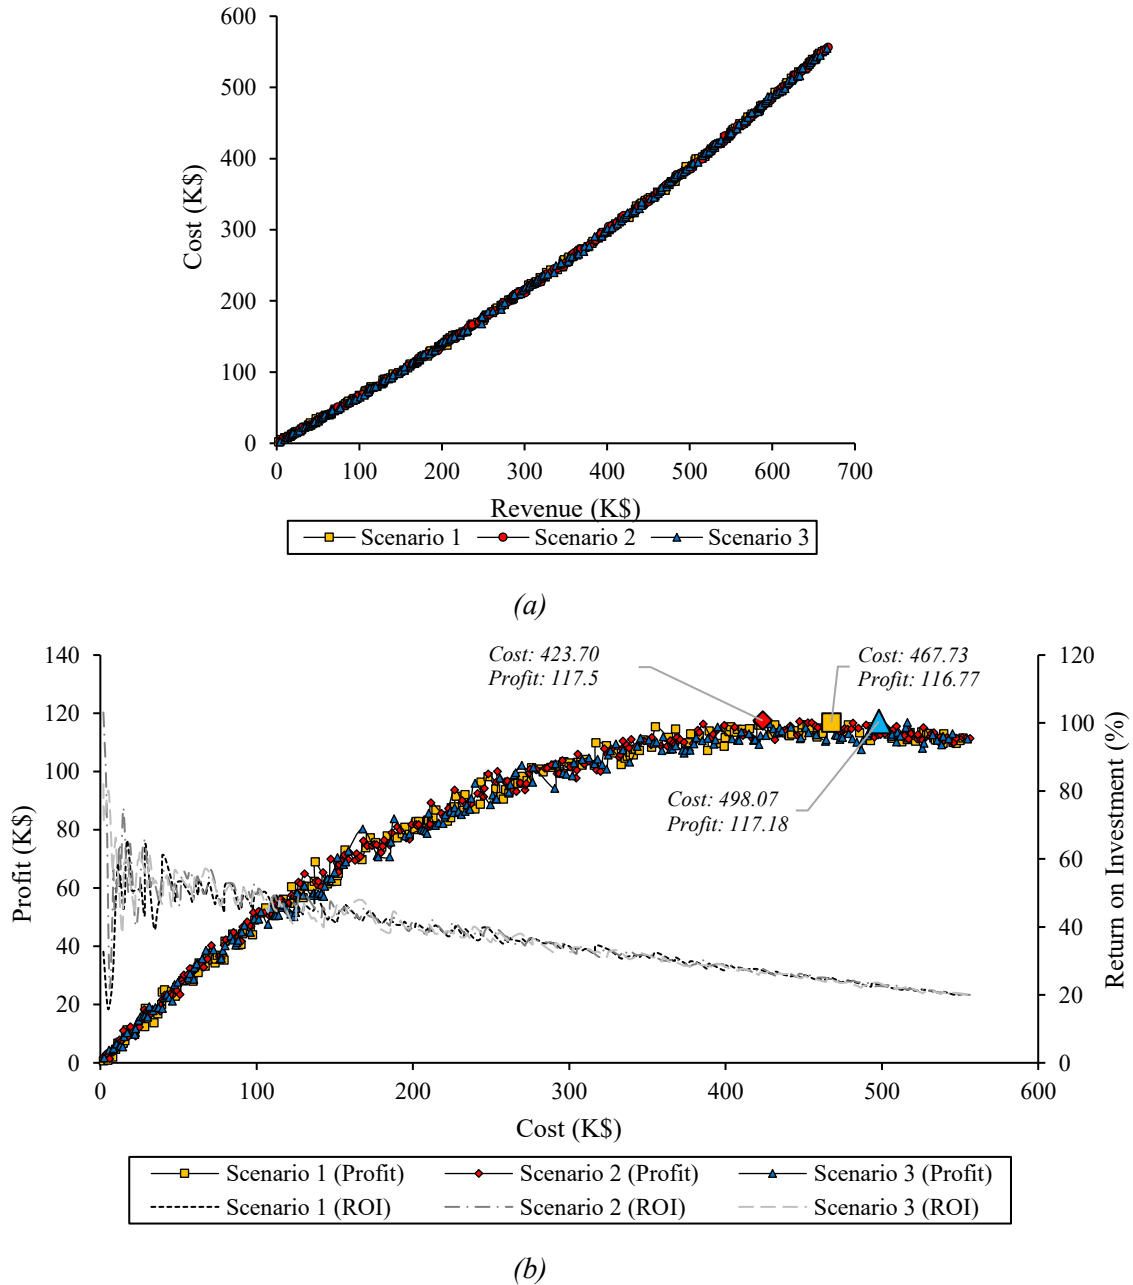 600
500
400
300
200
100
0
Cost (K$)
0 100 200 300 400 500 600 700
Revenue (K$)
Scenario 1 Scenario 2 Scenario 3
(a)
140
120
100
80
60
40
20
0
Profit (K$)
Cost: 423.70
Profit: 117.5
Cost: 467.73
Profit: 116.77
Cost: 498.07
Profit: 117.18
120
100
80
60
40
20
0
Return on Investment (%)
0 100 200 300 400 500 600
Cost (K$)
Scenario 1 (Profit) Scenario 2 (Profit) Scenario 3 (Profit)
Scenario 1 (ROI) Scenario 2 (ROI) Scenario 3 (ROI)
(b)